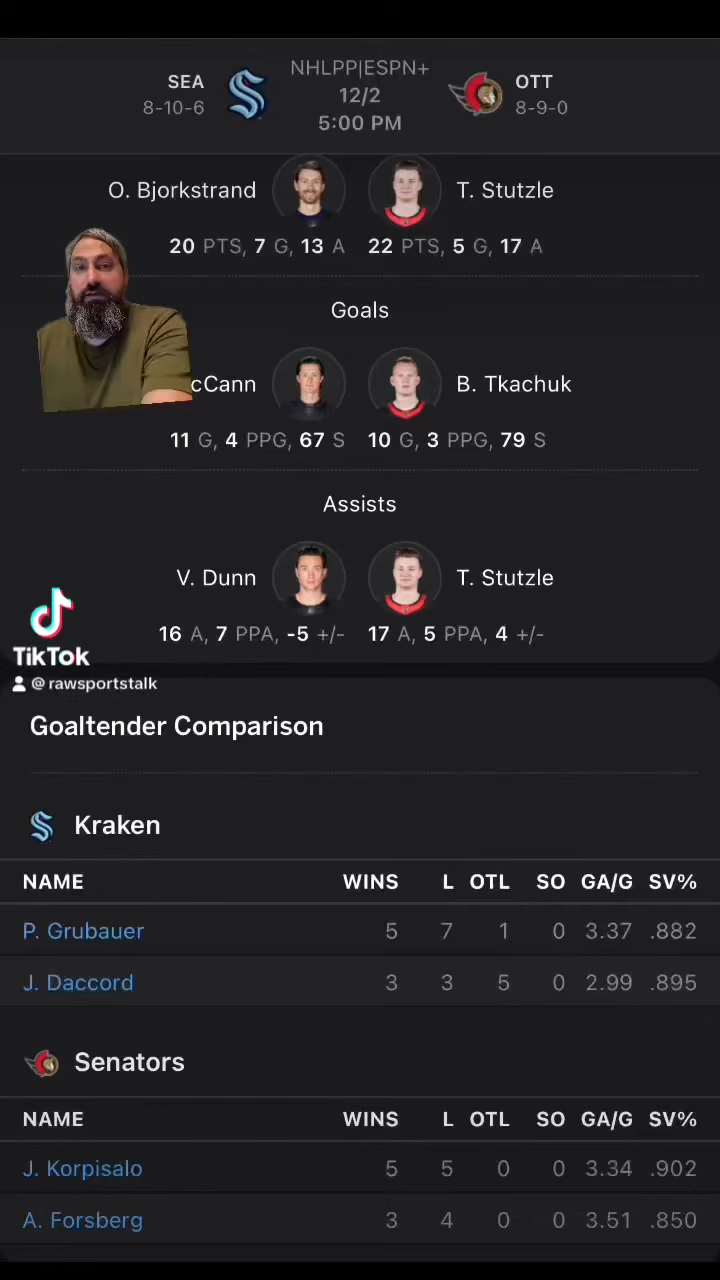 NHLPP|ESPN+
SEA OTT
12/2
8-10-6 8-9-0
5:00 PM
O. Bjorkstrand T. Stutzle
20 PTS, 7 G, 13 A 22 PTS, 5 G, 17 A
Goals
cCann B. Tkachuk
11 G, 4 PPG, 67 S 10 G, 3 PPG, 79 S
Assists
V. Dunn T. Stutzle
16 A, 7 PPA, -5 +/- 17 A, 5 PPA, 4 +/-
TikTok
@rawsportstalk
Goaltender Comparison
Kraken
NAME WINS L OTL SO GA/G SV%
P. Grubauer 5 7 1 0 3.37 .882
J. Daccord 3 3 5 0 2.99 .895
Senators
NAME WINS L OTL SO GA/G SV%
J. Korpisalo 5 5 0 0 3.34 .902
A. Forsberg 3 4 0 0 3.51 .850